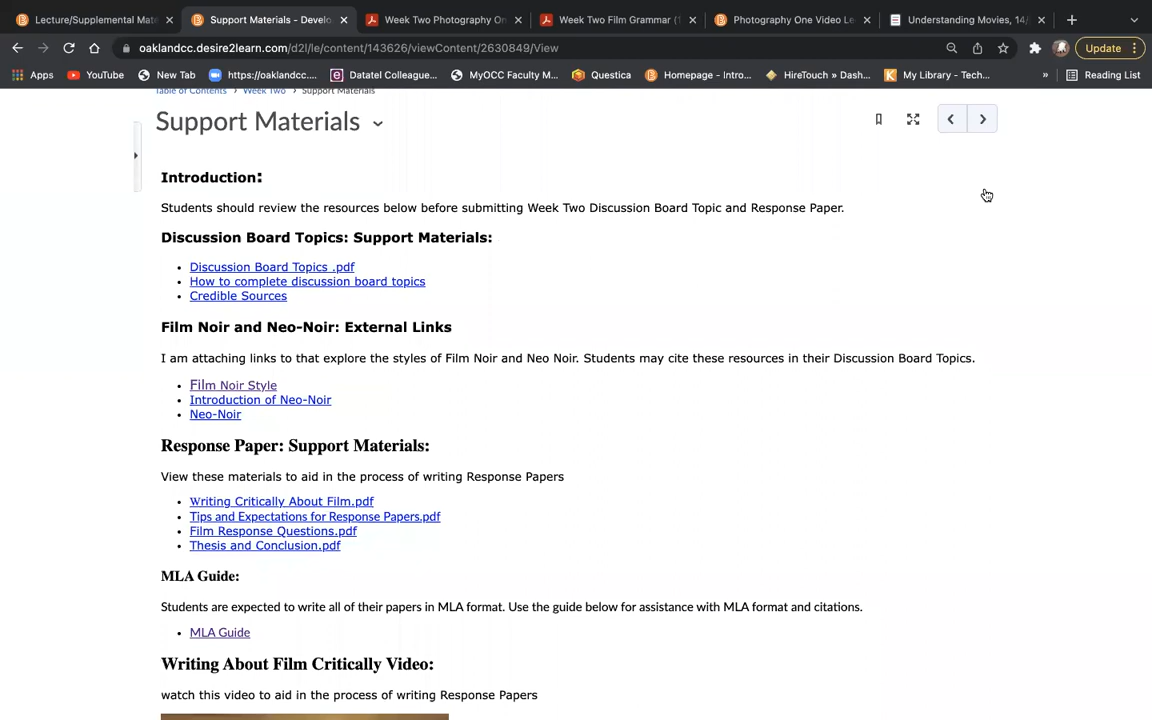 Lecture/Supplemental Mate
Support Materials - Develo
Week Two Photography On
Week Two Film Grammar (1
Photography One Video Le
Understanding Movies, 14/
oaklandcc.desire2learn.com/d2l/le/content/143626/viewContent/2630849/View
Update
Apps
YouTube
New Tab
https://oaklandcc....
Datatel Colleague...
MyOCC Faculty M...
Questica
Homepage - Intro...
HireTouch » Dash...
My Library - Tech...
»
Reading List
Table of Contents > Week Two > Support Materials
Support Materials
Introduction:
Students should review the resources below before submitting Week Two Discussion Board Topic and Response Paper.
Discussion Board Topics: Support Materials:
• Discussion Board Topics .pdf
• How to complete discussion board topics
• Credible Sources
Film Noir and Neo-Noir: External Links
I am attaching links to that explore the styles of Film Noir and Neo Noir. Students may cite these resources in their Discussion Board Topics.
• Film Noir Style
• Introduction of Neo-Noir
• Neo-Noir
Response Paper: Support Materials:
View these materials to aid in the process of writing Response Papers
• Writing Critically About Film.pdf
• Tips and Expectations for Response Papers.pdf
• Film Response Questions.pdf
• Thesis and Conclusion.pdf
MLA Guide:
Students are expected to write all of their papers in MLA format. Use the guide below for assistance with MLA format and citations.
• MLA Guide
Writing About Film Critically Video:
watch this video to aid in the process of writing Response Papers